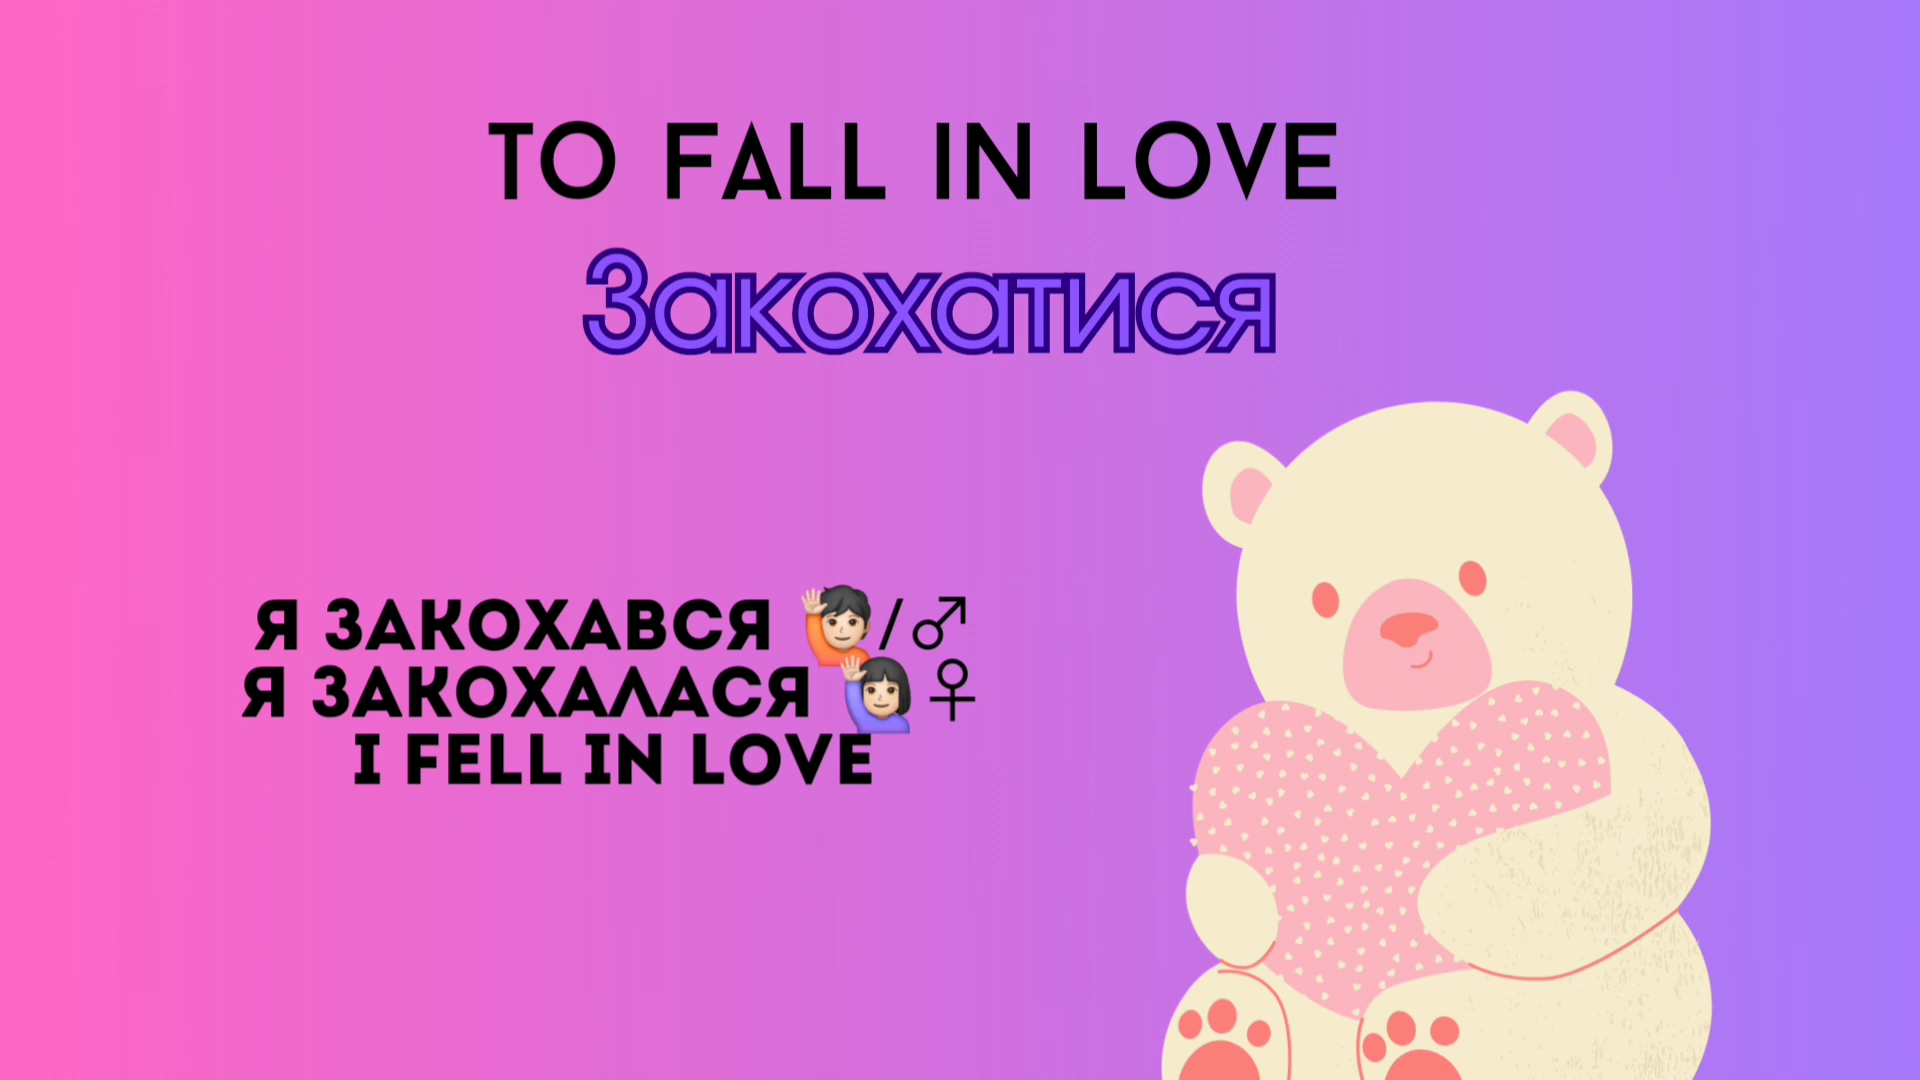 TO FALL IN LOVE
Закохатися
Я ЗАКОХАВСЯ 🙋🏻/♂
Я ЗАКОХАЛАСЯ 🙋🏻‍♀️♀
I FELL IN LOVE